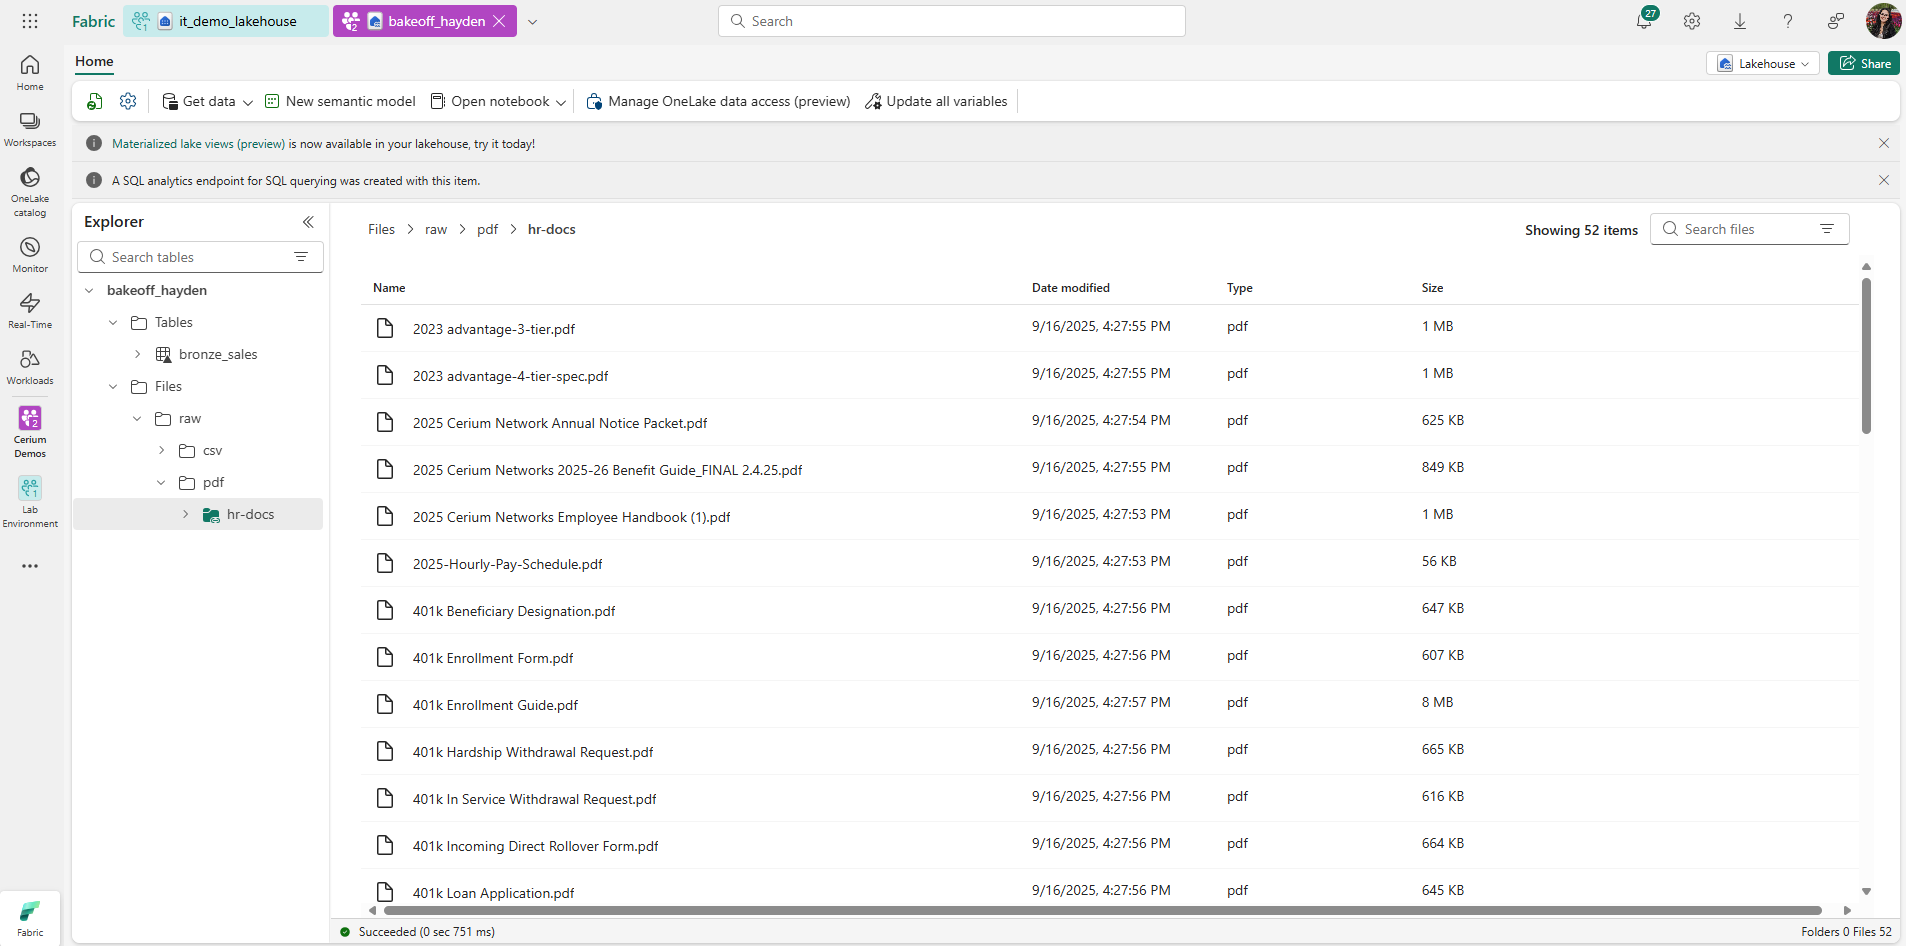 Fabric
1
it_demo_lakehouse
2
bakeoff_hayden
Search
27
Home
Lakehouse
Share
Get data
New semantic model
Open notebook
Manage OneLake data access (preview)
Update all variables
Materialized lake views (preview) is now available in your lakehouse, try it today!
A SQL analytics endpoint for SQL querying was created with this item.
Home
Workspaces
OneLake
catalog
Monitor
Real-Time
Workloads
2
Cerium
Demos
1
Lab
Environment
Fabric
Explorer
Search tables
bakeoff_hayden
Tables
bronze_sales
Files
raw
csv
pdf
hr-docs
Files > raw > pdf > hr-docs
Showing 52 items
Search files
Name Date modified Type Size
2023 advantage-3-tier.pdf 9/16/2025, 4:27:55 PM pdf 1 MB
2023 advantage-4-tier-spec.pdf 9/16/2025, 4:27:55 PM pdf 1 MB
2025 Cerium Network Annual Notice Packet.pdf 9/16/2025, 4:27:54 PM pdf 625 KB
2025 Cerium Networks 2025-26 Benefit Guide_FINAL 2.4.25.pdf 9/16/2025, 4:27:55 PM pdf 849 KB
2025 Cerium Networks Employee Handbook (1).pdf 9/16/2025, 4:27:53 PM pdf 1 MB
2025-Hourly-Pay-Schedule.pdf 9/16/2025, 4:27:53 PM pdf 56 KB
401k Beneficiary Designation.pdf 9/16/2025, 4:27:56 PM pdf 647 KB
401k Enrollment Form.pdf 9/16/2025, 4:27:56 PM pdf 607 KB
401k Enrollment Guide.pdf 9/16/2025, 4:27:57 PM pdf 8 MB
401k Hardship Withdrawal Request.pdf 9/16/2025, 4:27:56 PM pdf 665 KB
401k In Service Withdrawal Request.pdf 9/16/2025, 4:27:56 PM pdf 616 KB
401k Incoming Direct Rollover Form.pdf 9/16/2025, 4:27:56 PM pdf 664 KB
401k Loan Application.pdf 9/16/2025, 4:27:56 PM pdf 645 KB
Succeeded (0 sec 751 ms)
Folders 0 Files 52